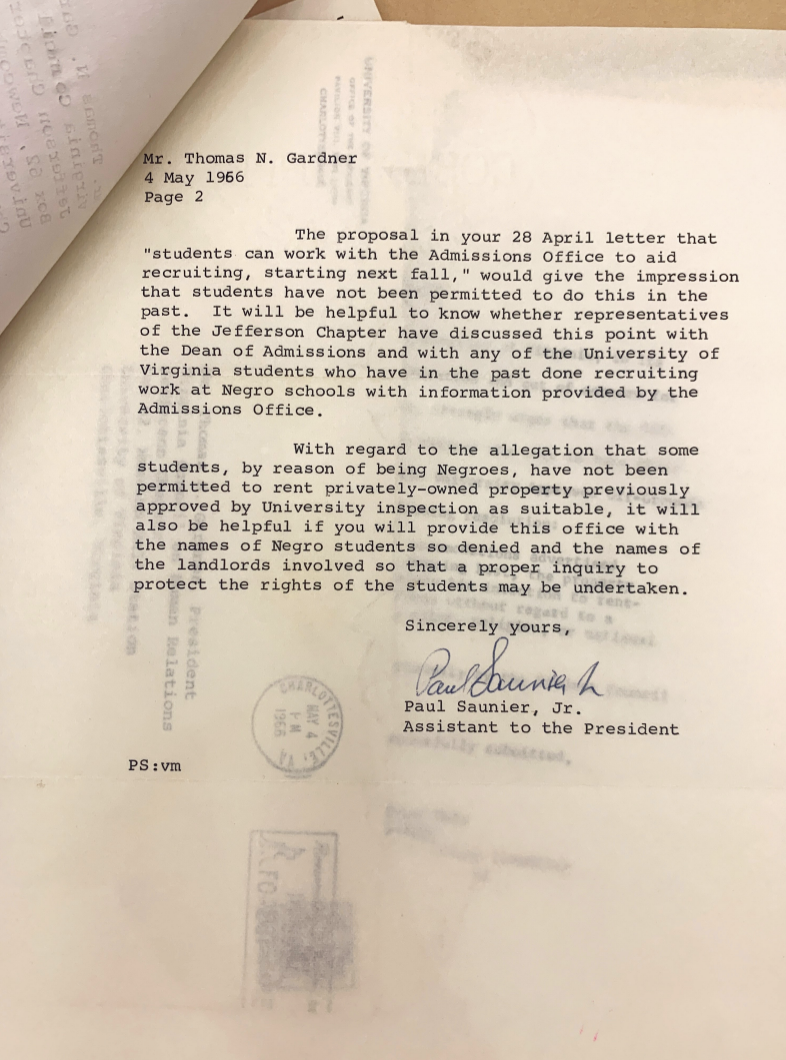 Mr. Thomas N. Gardner
4 May 1966
Page 2
The proposal in your 28 April letter that
"students can work with the Admissions Office to aid
recruiting, starting next fall," would give the impression
that students have not been permitted to do this in the
past. It will be helpful to know whether representatives
of the Jefferson Chapter have discussed this point with
the Dean of Admissions and with any of the University of
Virginia students who have in the past done recruiting
work at Negro schools with information provided by the
Admissions Office.
With regard to the allegation that some
students, by reason of being Negroes, have not been
permitted to rent privately-owned property previously
approved by University inspection as suitable, it will
also be helpful if you will provide this office with
the names of Negro students so denied and the names of
the landlords involved so that a proper inquiry to
protect the rights of the students may be undertaken.
Sincerely yours,
Paul Saunier Jr
Paul Saunier, Jr.
Assistant to the President
CHARLOTTESVILLE, VA.
MAY 4
PM
1966
PS:vm